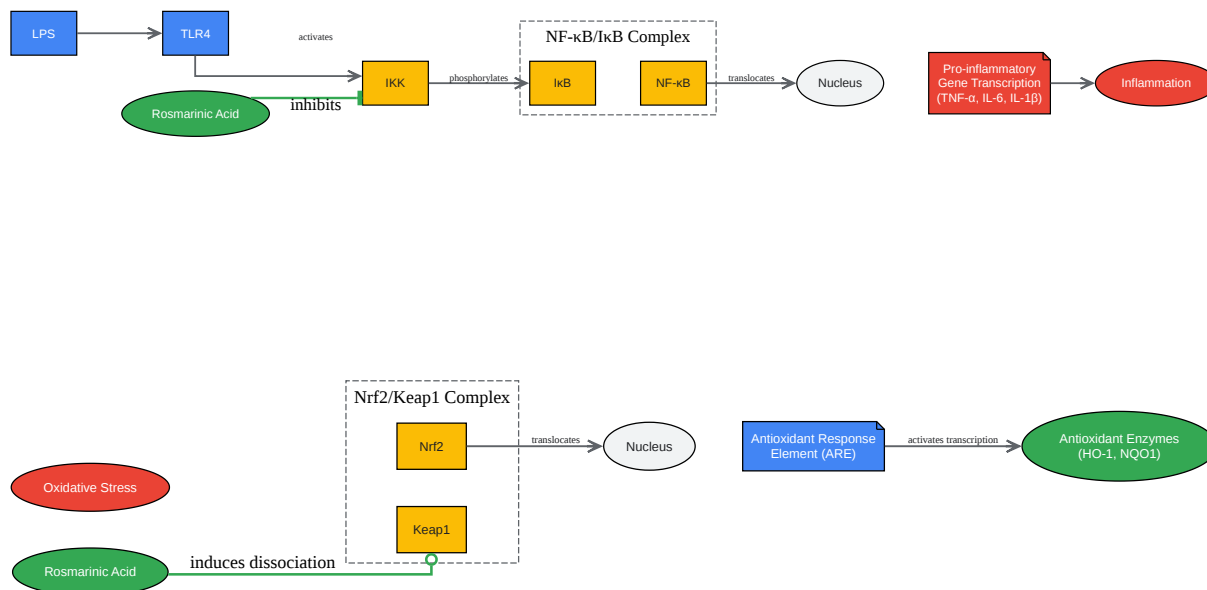 LPS
TLR4
activates
NF-κB/IκB Complex
IKK
phosphorylates
IκB
NF-κB
translocates
Nucleus
Pro-inflammatory
Gene Transcription
(TNF-α, IL-6, IL-1β)
Inflammation
Rosmarinic Acid
inhibits
Nrf2/Keap1 Complex
Nrf2
translocates
Nucleus
Antioxidant Response
Element (ARE)
activates transcription
Antioxidant Enzymes
(HO-1, NQO1)
Oxidative Stress
Keap1
Rosmarinic Acid
induces dissociation